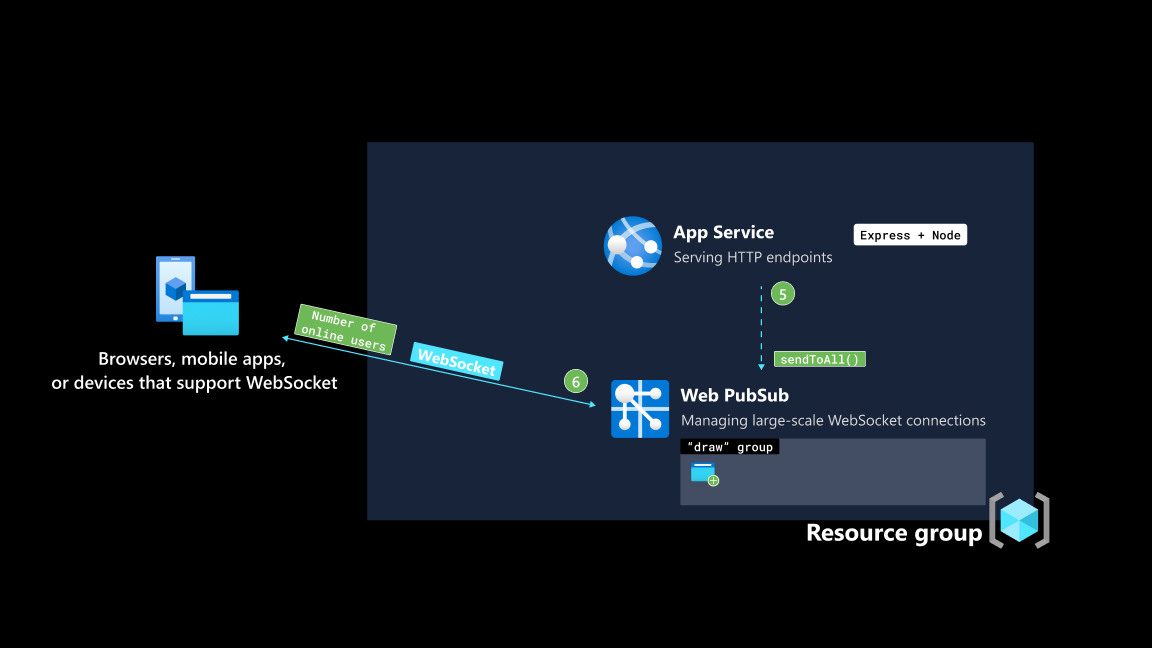 App Service
Serving HTTP endpoints
Express + Node
5
sendToAll()
Number of
online users
WebSocket
6
Browsers, mobile apps,
or devices that support WebSocket
Web PubSub
Managing large-scale WebSocket connections
“draw” group
Resource group